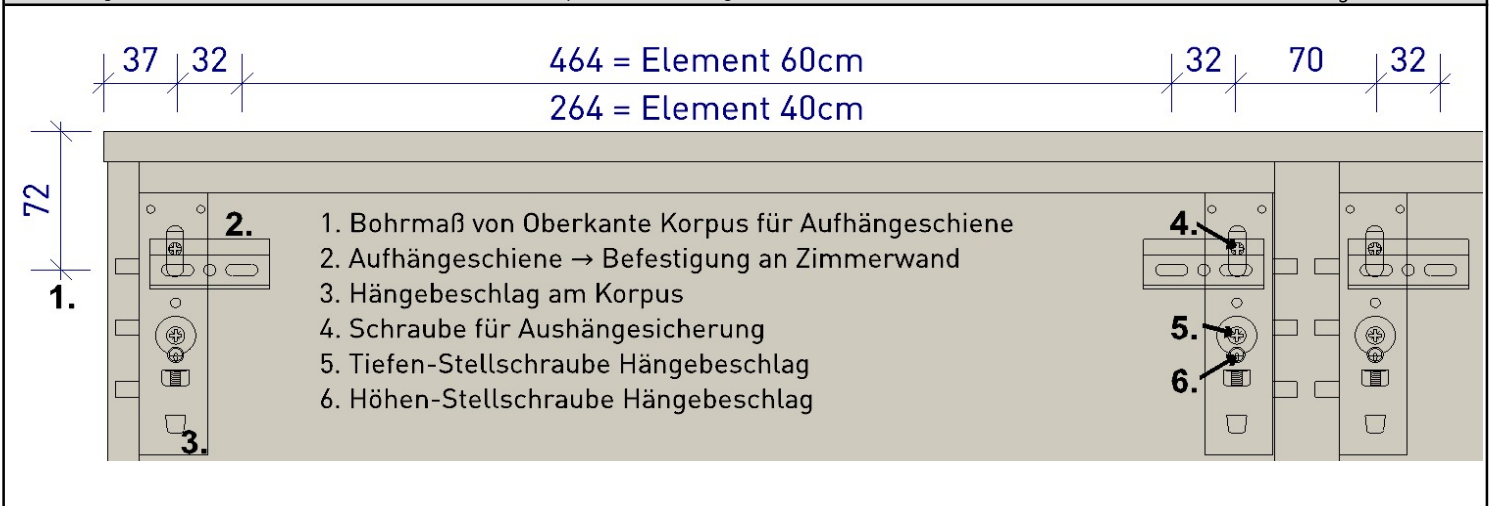 37 32 464 = Element 60cm 32 70 32
264 = Element 40cm
72
1. Bohrmaß von Oberkante Korpus für Aufhängeschiene
2. Aufhängeschiene → Befestigung an Zimmerwand
3. Hängebeschlag am Korpus
4. Schraube für Aushängesicherung
5. Tiefen-Stellschraube Hängebeschlag
6. Höhen-Stellschraube Hängebeschlag
2.
1.
3.
4.
5.
6.